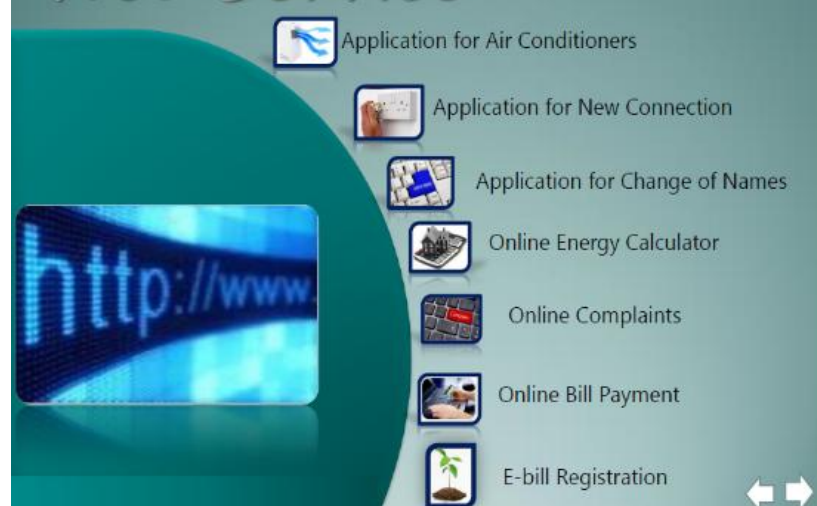 Application for Air Conditioners
Application for New Connection
Application for Change of Names
Online Energy Calculator
http://www.
Online Complaints
Online Bill Payment
E-bill Registration